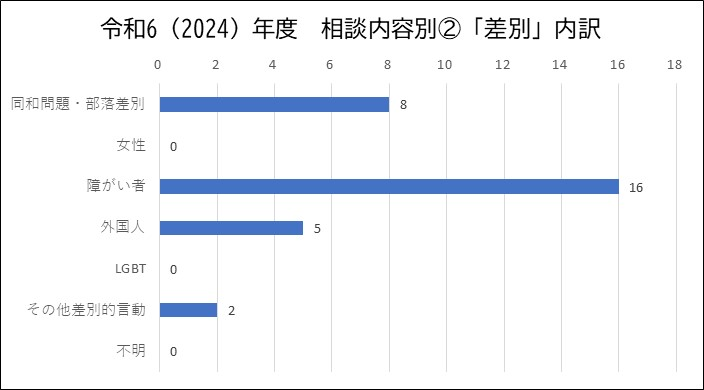 令和6（2024）年度　相談内容別②「差別」内訳
0 2 4 6 8 10 12 14 16 18
同和問題・部落差別 8
女性 0
障がい者 16
外国人 5
LGBT 0
その他差別的言動 2
不明 0